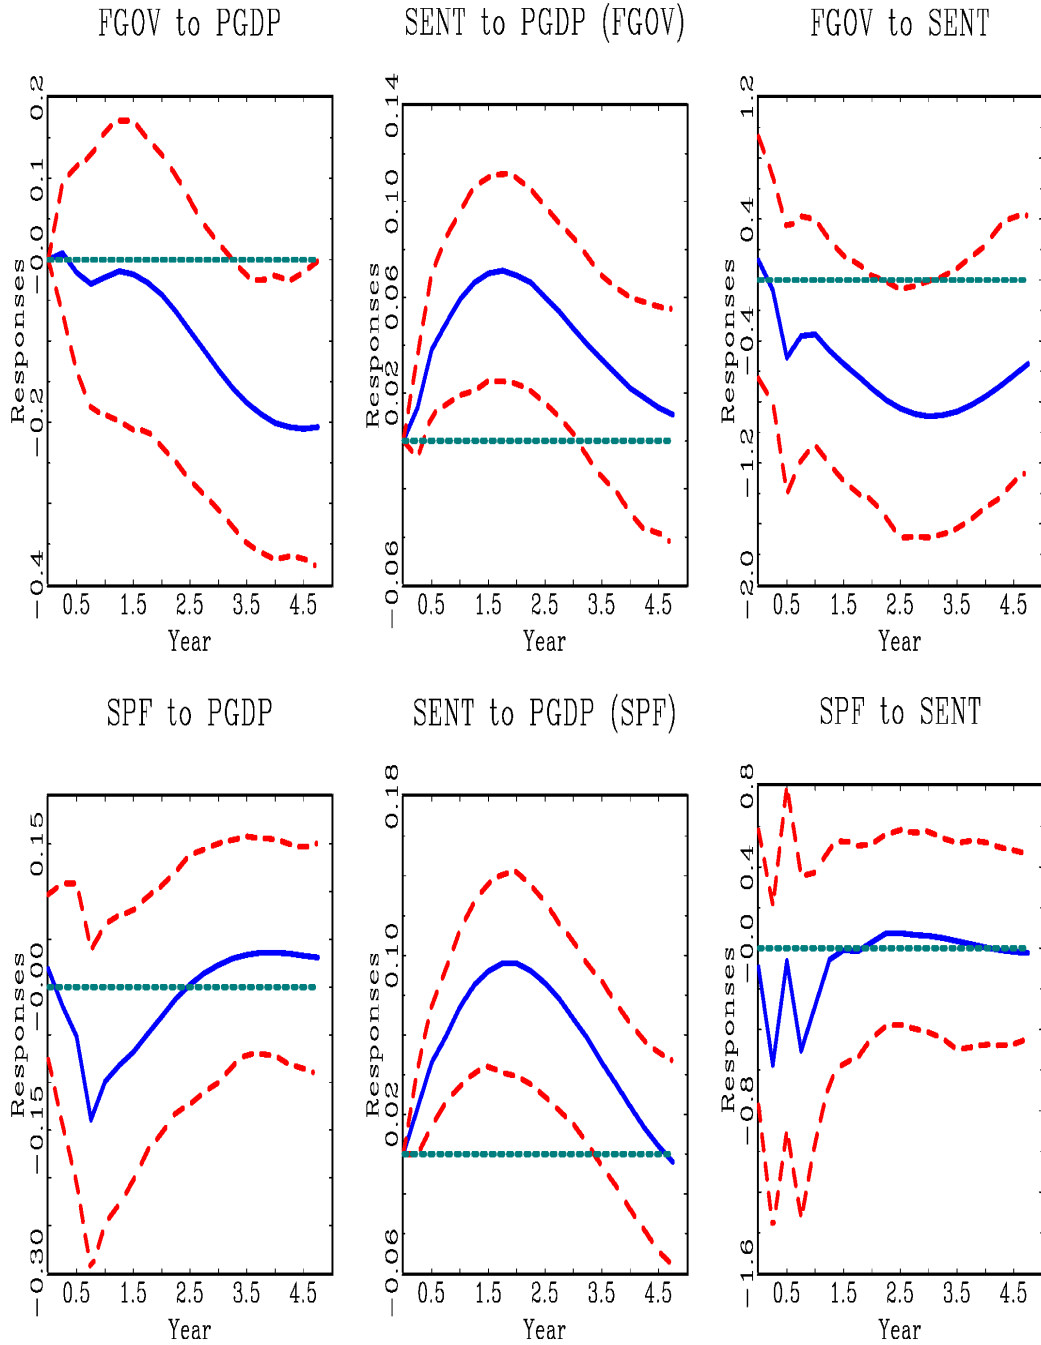 FGOV to PGDP
SENT to PGDP (FGOV)
FGOV to SENT
Responses
0.2
0.1
0.0
-0.0
-0.2
-0.4
0.5 1.5 2.5 3.5 4.5
Year
Responses
0.14
0.10
0.06
0.02
-0.06
0.5 1.5 2.5 3.5 4.5
Year
Responses
1.2
0.4
-0.4
-1.2
-2.0
0.5 1.5 2.5 3.5 4.5
Year
SPF to PGDP
SENT to PGDP (SPF)
SPF to SENT
Responses
0.15
0.00
-0.00
-0.15
-0.30
0.5 1.5 2.5 3.5 4.5
Year
Responses
0.18
0.10
0.02
-0.06
0.5 1.5 2.5 3.5 4.5
Year
Responses
0.8
0.4
0.0
-0.8
-1.6
0.5 1.5 2.5 3.5 4.5
Year